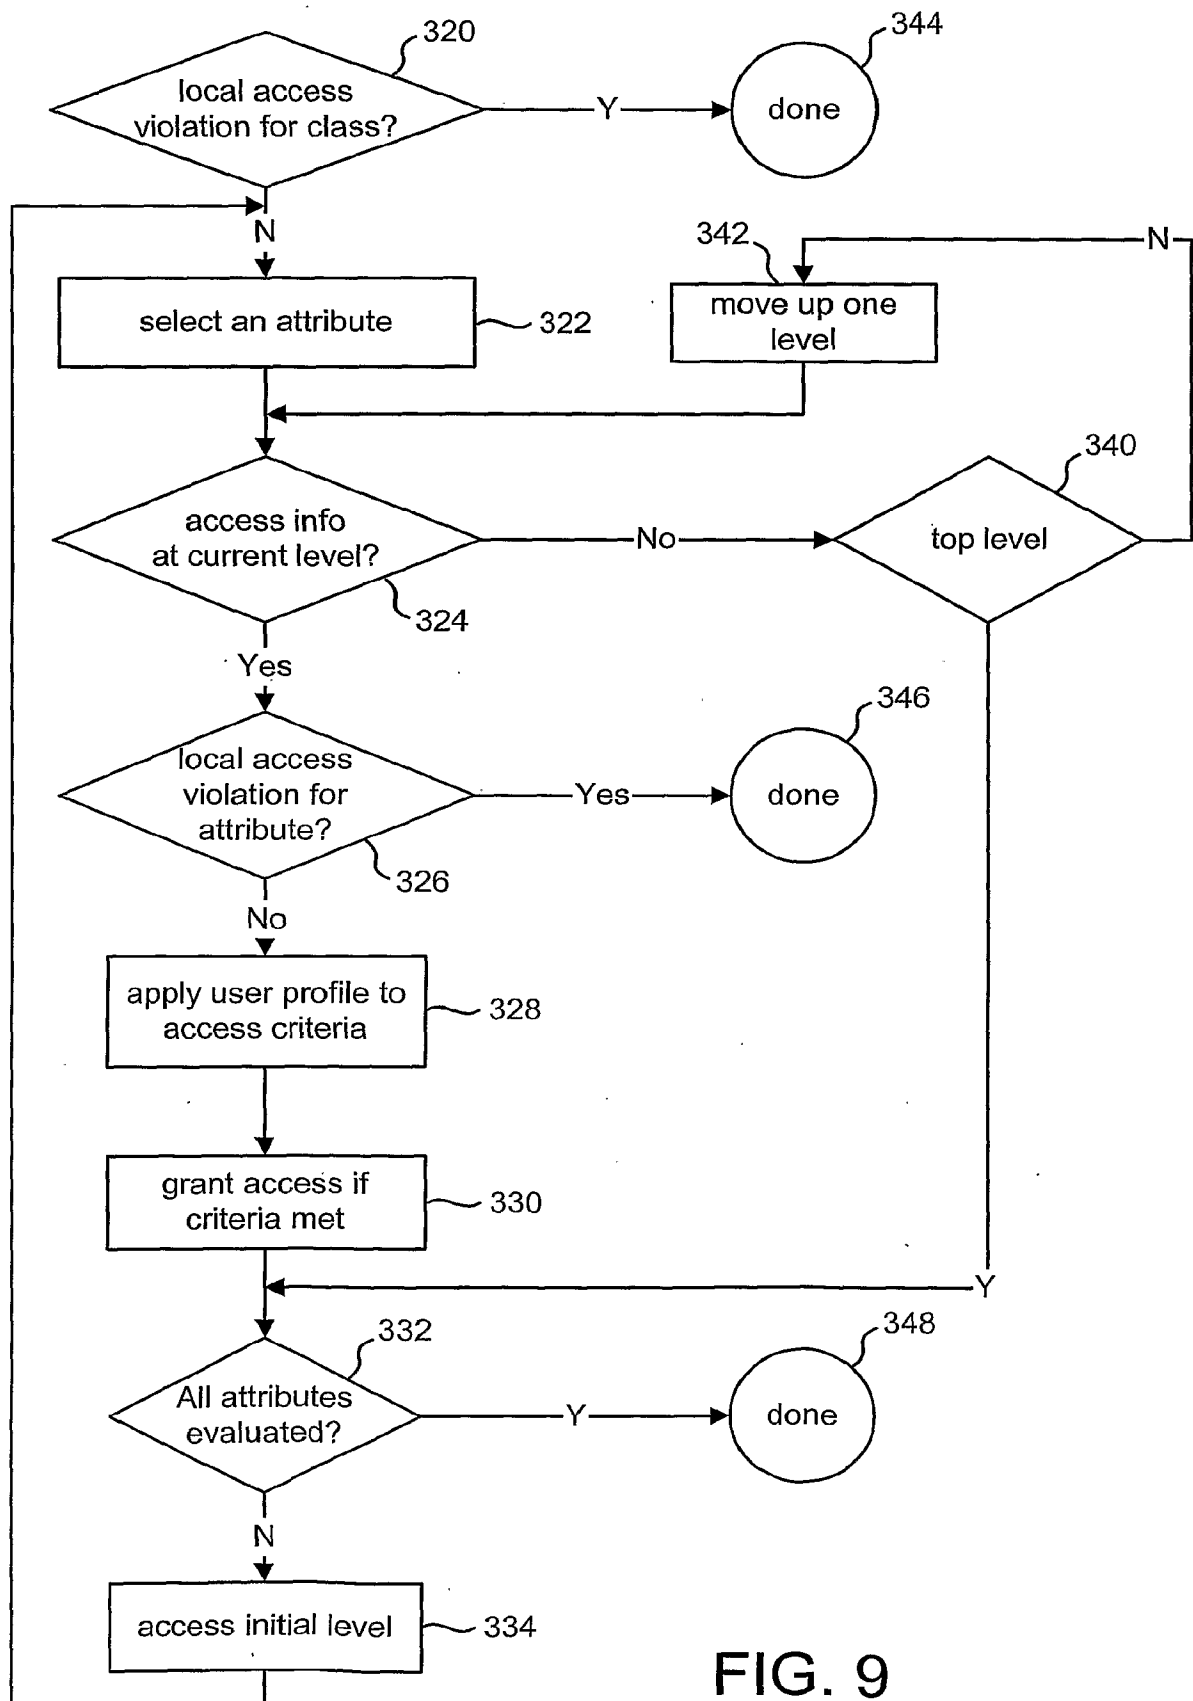 320
344
local access
violation for class?
Y
done
N
342
N
select an attribute
322
move up one
level
340
access info
at current level?
No
top level
324
Yes
346
local access
violation for
attribute?
Yes
done
326
No
apply user profile to
access criteria
328
grant access if
criteria met
330
Y
332
348
All attributes
evaluated?
Y
done
N
access initial level
334
FIG. 9